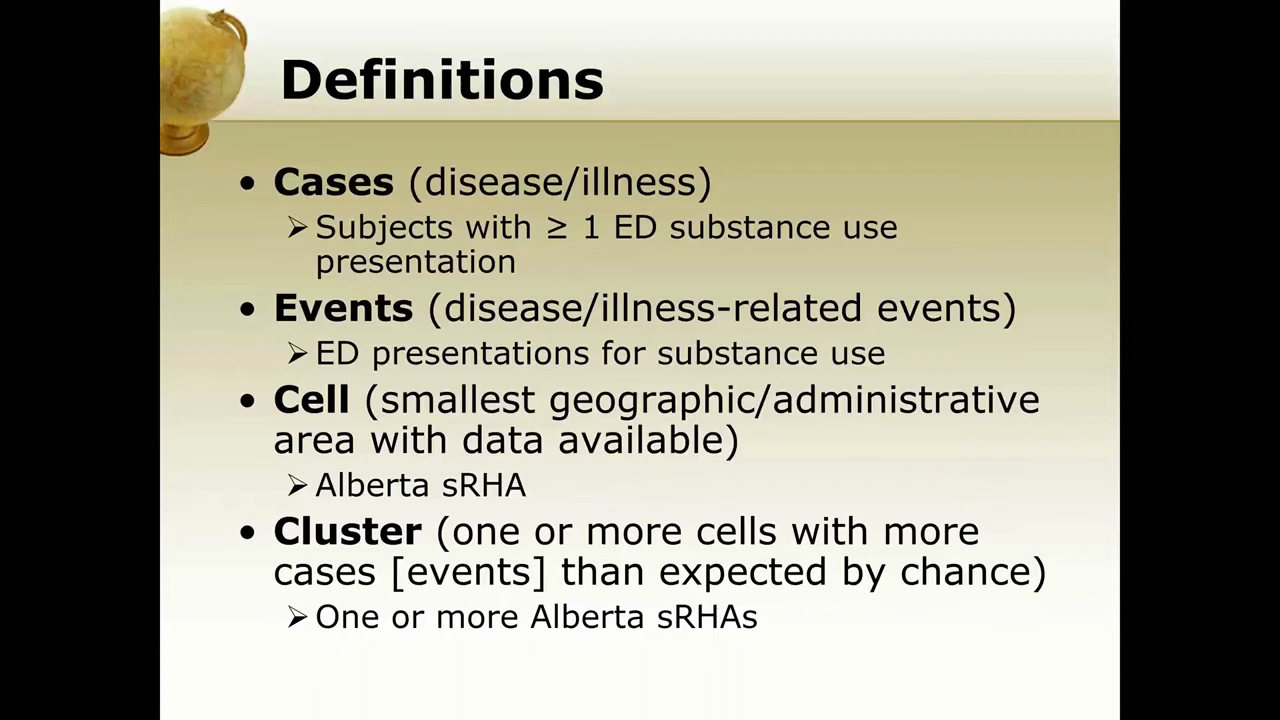 Definitions
• Cases (disease/illness)
➢ Subjects with ≥ 1 ED substance use
presentation
• Events (disease/illness-related events)
➢ ED presentations for substance use
• Cell (smallest geographic/administrative
area with data available)
➢ Alberta sRHA
• Cluster (one or more cells with more
cases [events] than expected by chance)
➢ One or more Alberta sRHAs